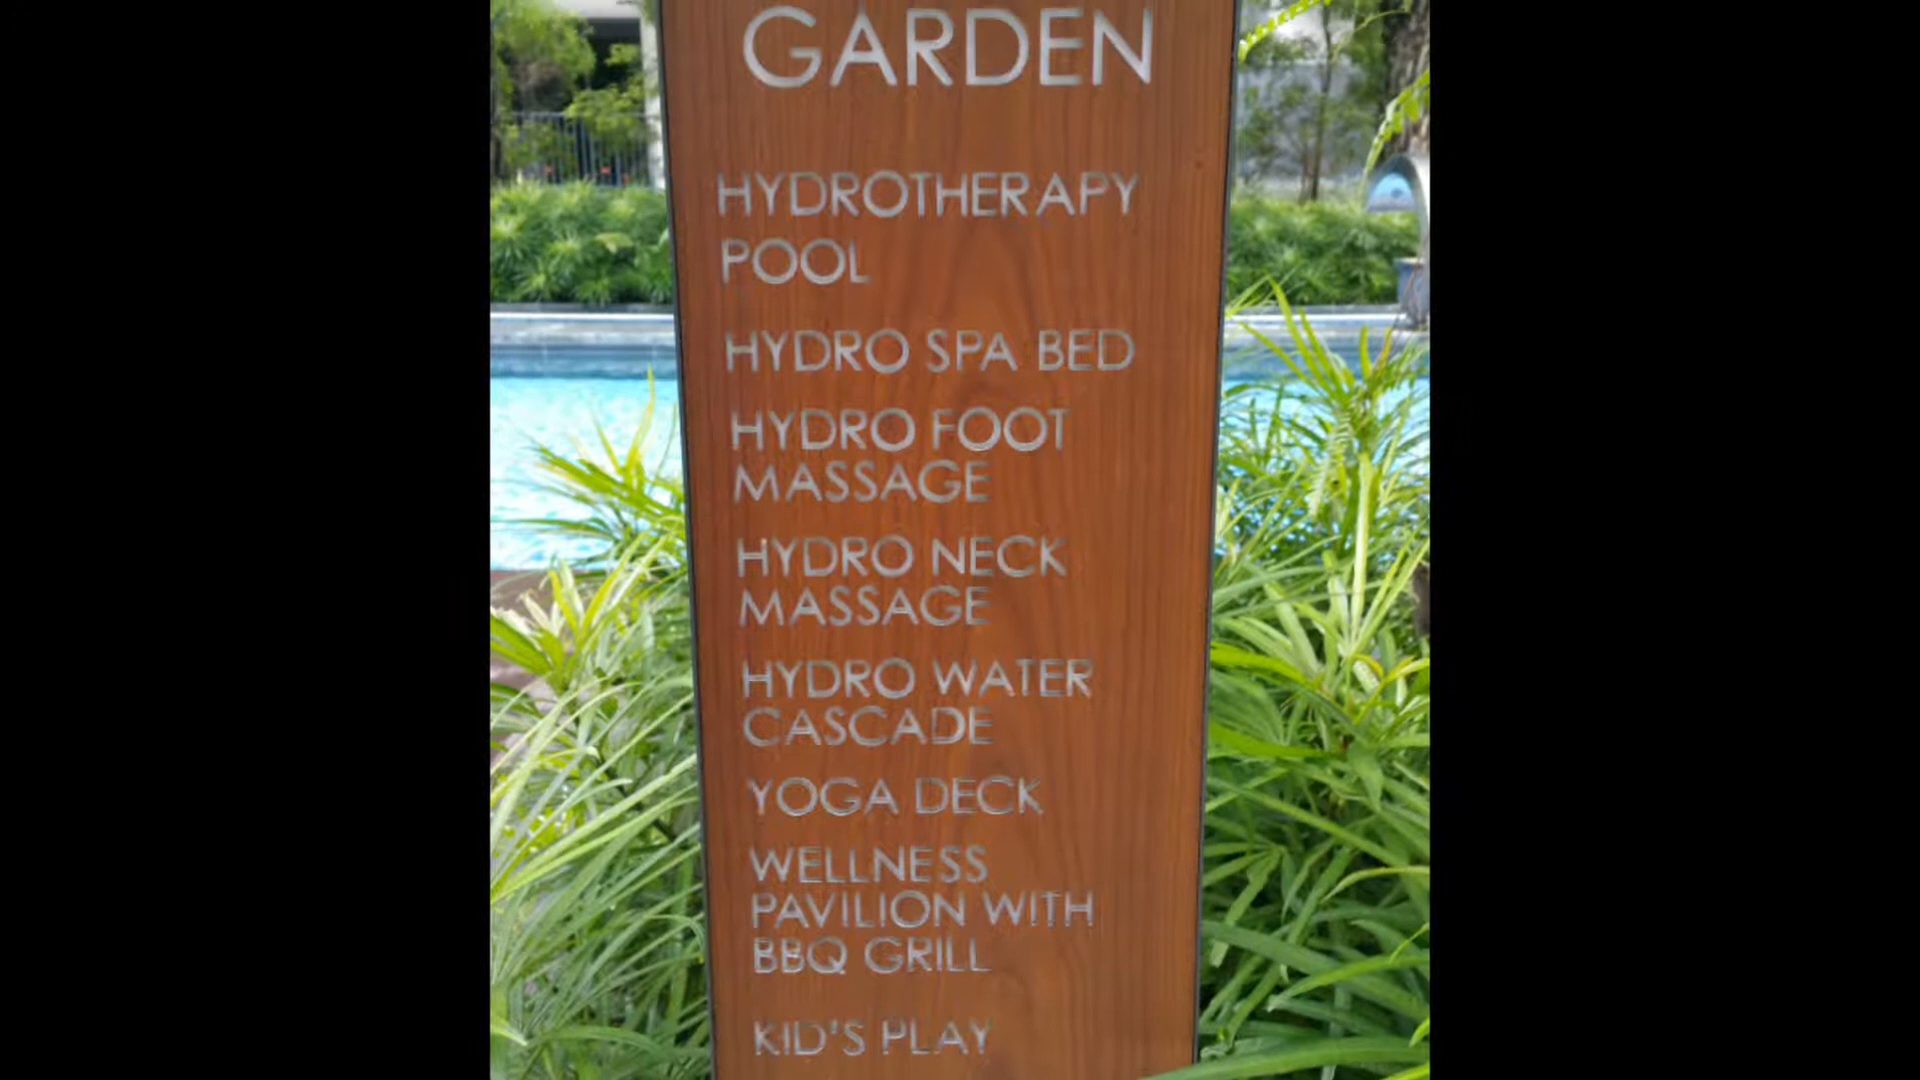 GARDEN
HYDROTHERAPY
POOL
HYDRO SPA BED
HYDRO FOOT
MASSAGE
HYDRO NECK
MASSAGE
HYDRO WATER
CASCADE
YOGA DECK
WELLNESS
PAVILION WITH
BBQ GRILL
KID'S PLAY